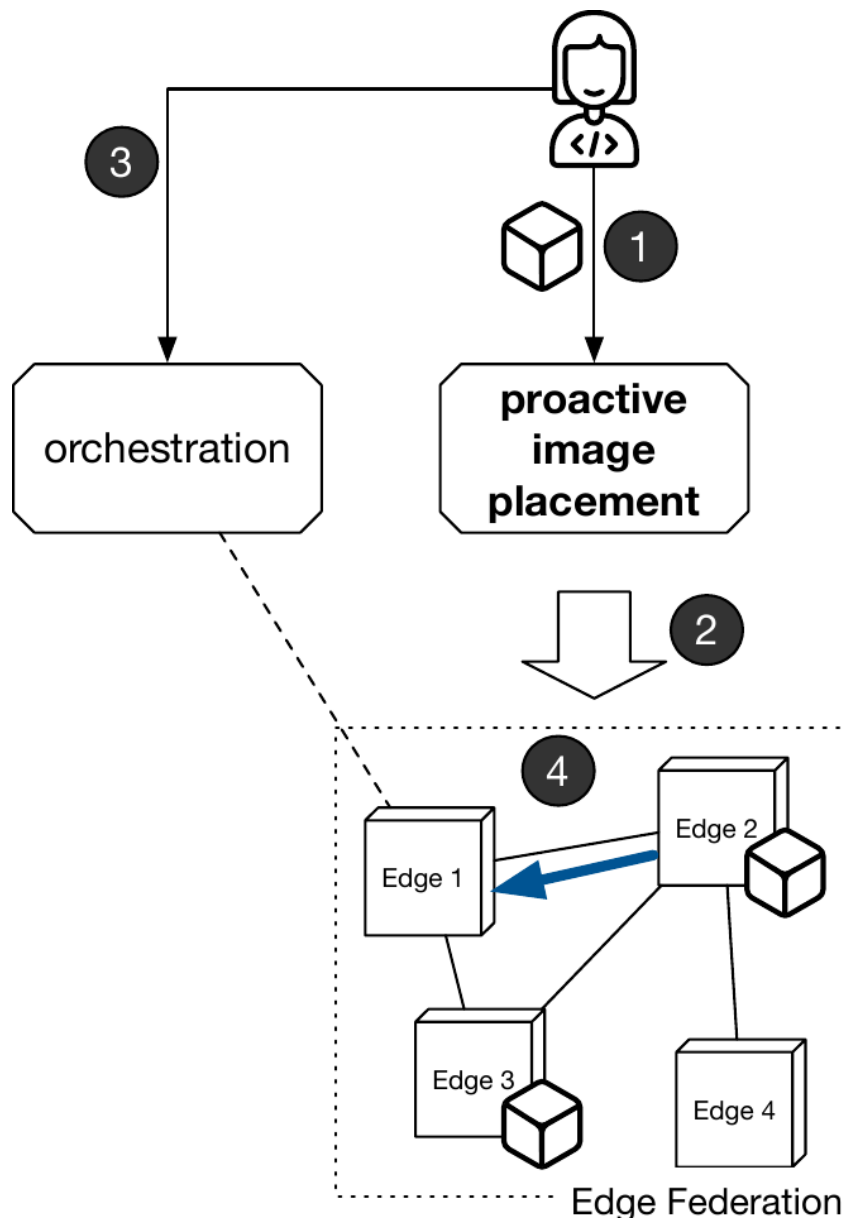 </>
3
1
orchestration
proactive
image
placement
2
4
Edge 2
Edge 1
Edge 3
Edge 4
Edge Federation